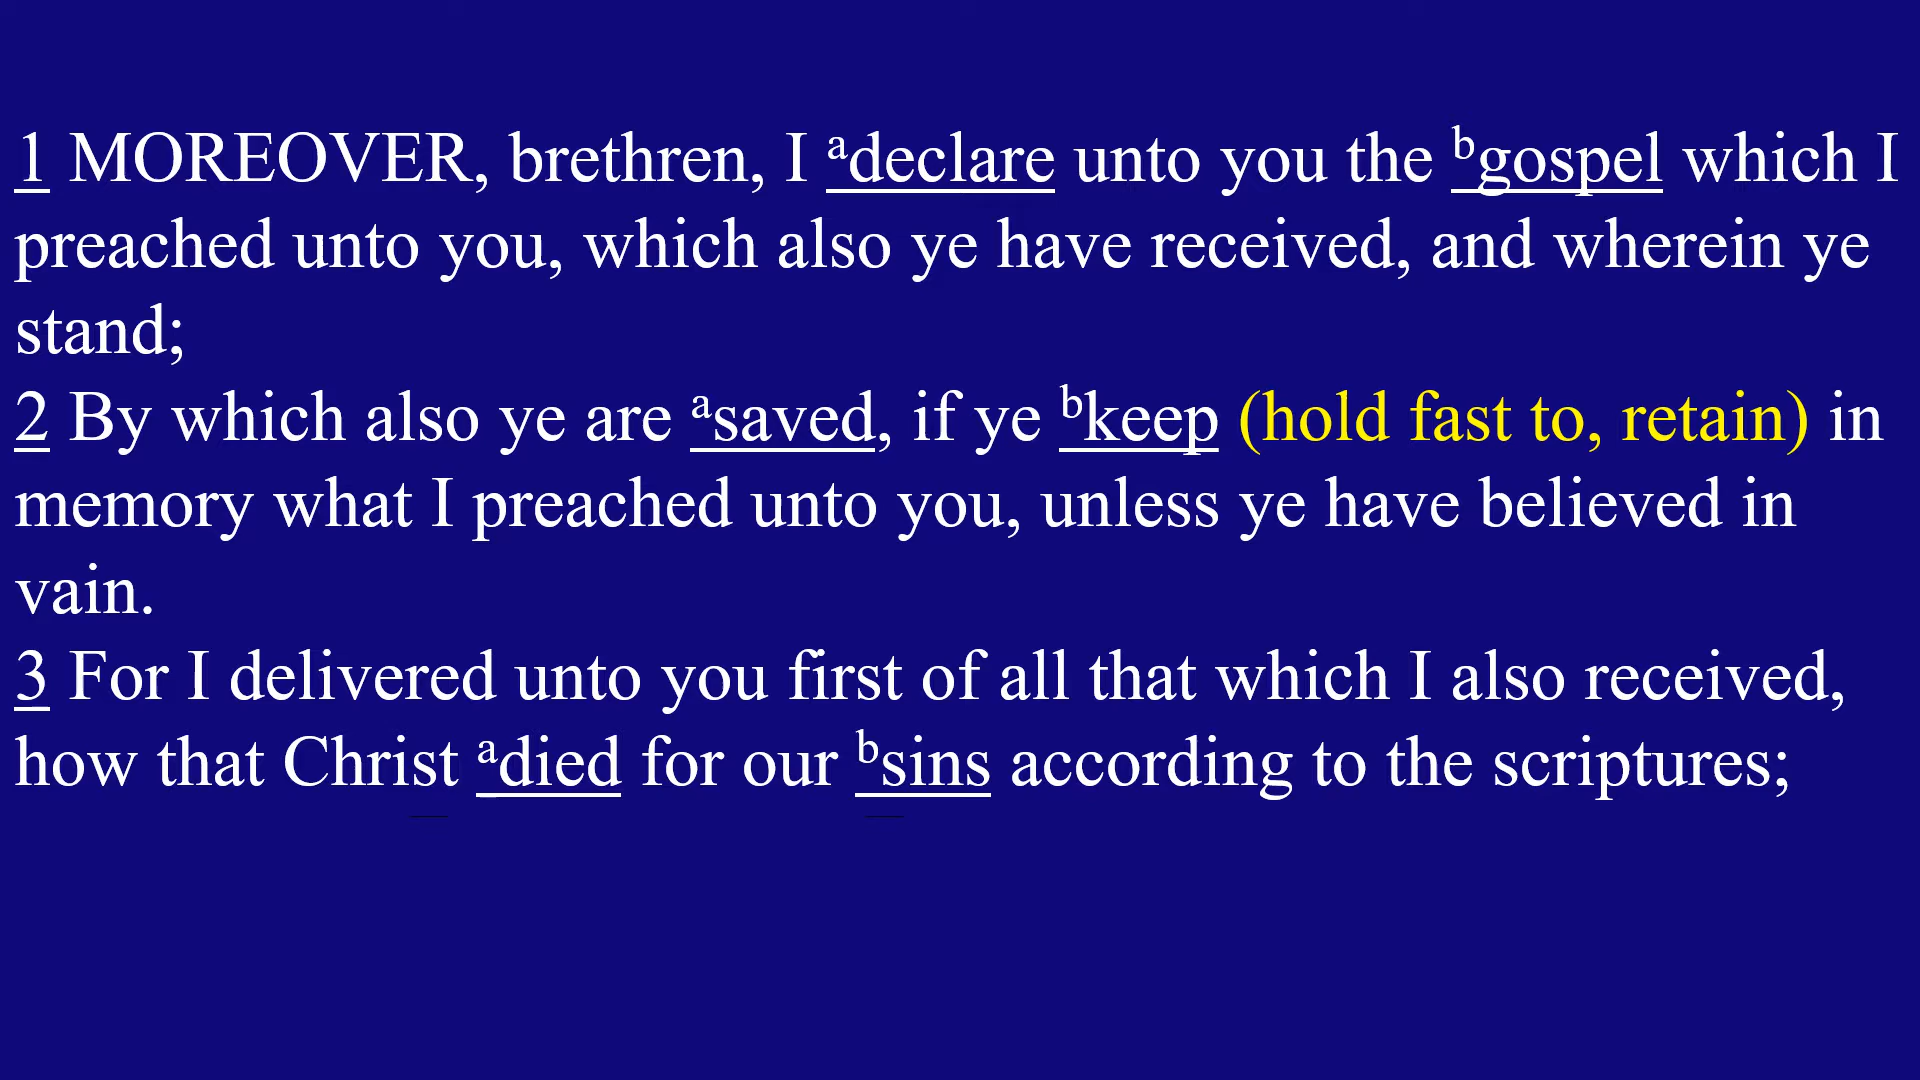 1 MOREOVER, brethren, I adeclare unto you the bgospel which I
preached unto you, which also ye have received, and wherein ye
stand;
2 By which also ye are asaved, if ye bkeep (hold fast to, retain) in
memory what I preached unto you, unless ye have believed in
vain.
3 For I delivered unto you first of all that which I also received,
how that Christ adied for our bsins according to the scriptures;